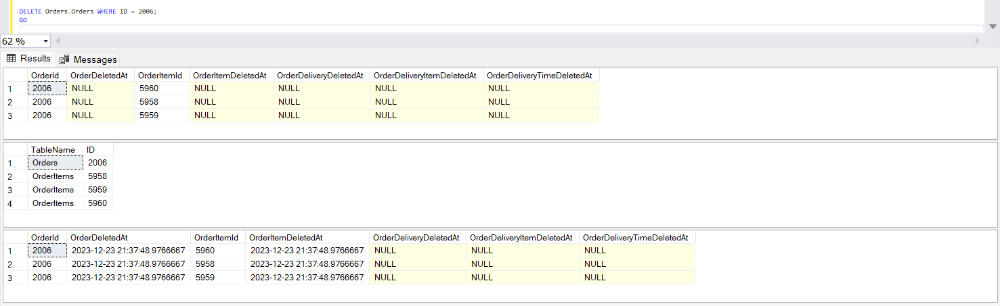 DELETE Orders.Orders WHERE ID = 2006;
GO
62 %
Results Messages
OrderId OrderDeletedAt OrderItemId OrderItemDeletedAt OrderDeliveryDeletedAt OrderDeliveryItemDeletedAt OrderDeliveryTimeDeletedAt
1 2006 NULL 5960 NULL NULL NULL NULL
2 2006 NULL 5958 NULL NULL NULL NULL
3 2006 NULL 5959 NULL NULL NULL NULL
TableName ID
1 Orders 2006
2 OrderItems 5958
3 OrderItems 5959
4 OrderItems 5960
OrderId OrderDeletedAt OrderItemId OrderItemDeletedAt OrderDeliveryDeletedAt OrderDeliveryItemDeletedAt OrderDeliveryTimeDeletedAt
1 2006 2023-12-23 21:37:48.9766667 5960 2023-12-23 21:37:48.9766667 NULL NULL NULL
2 2006 2023-12-23 21:37:48.9766667 5958 2023-12-23 21:37:48.9766667 NULL NULL NULL
3 2006 2023-12-23 21:37:48.9766667 5959 2023-12-23 21:37:48.9766667 NULL NULL NULL